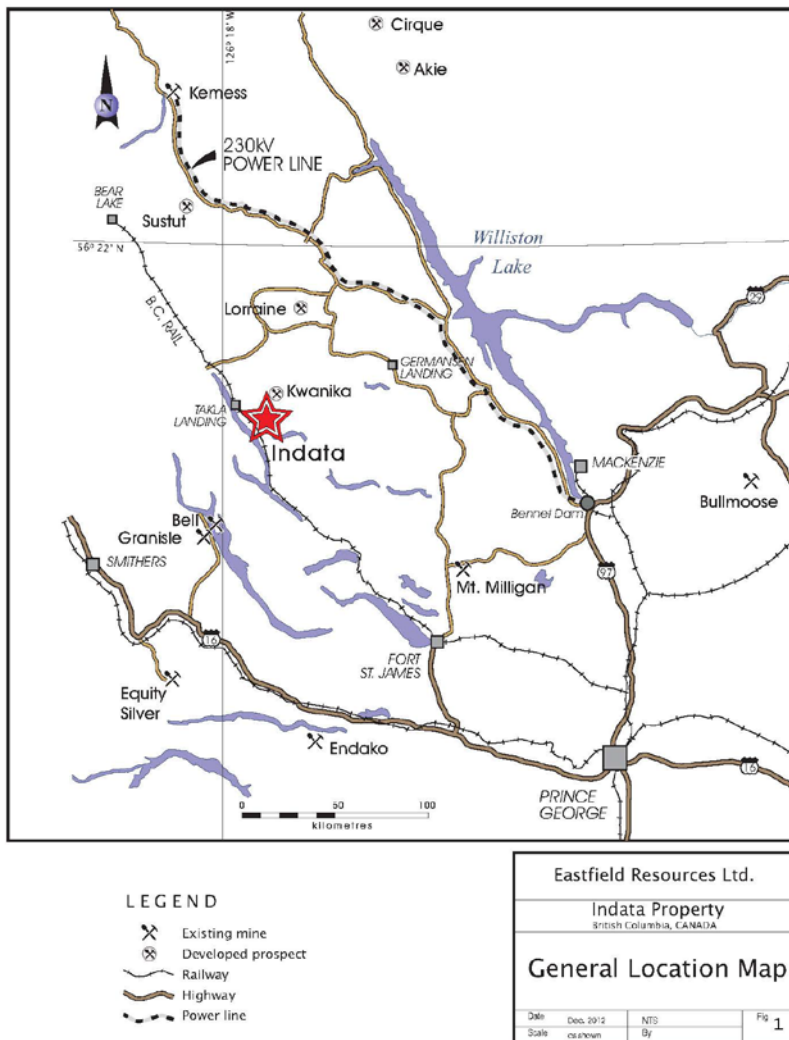 126° 18' W
Cirque
Akie
Kemess
N
230kV
POWER LINE
BEAR
LAKE
Sustut
56° 22' N
Williston
Lake
29
B.C. RAIL
Lorraine
GERMANSEN
LANDING
Kwanika
TAKLA
LANDING
Indata
MACKENZIE
Bullmoose
Bennet Dam
Bell
Granisle
SMITHERS
97
Mt. Milligan
16
FORT
ST. JAMES
Equity
Silver
Endako
16
PRINCE
GEORGE
0 50 100
kilometres
LEGEND
Existing mine
Developed prospect
Railway
Highway
Power line
Eastfield Resources Ltd.
Indata Property
British Columbia, CANADA
General Location Map
Date Dec. 2012 NTS Fig 1
Scale as shown By